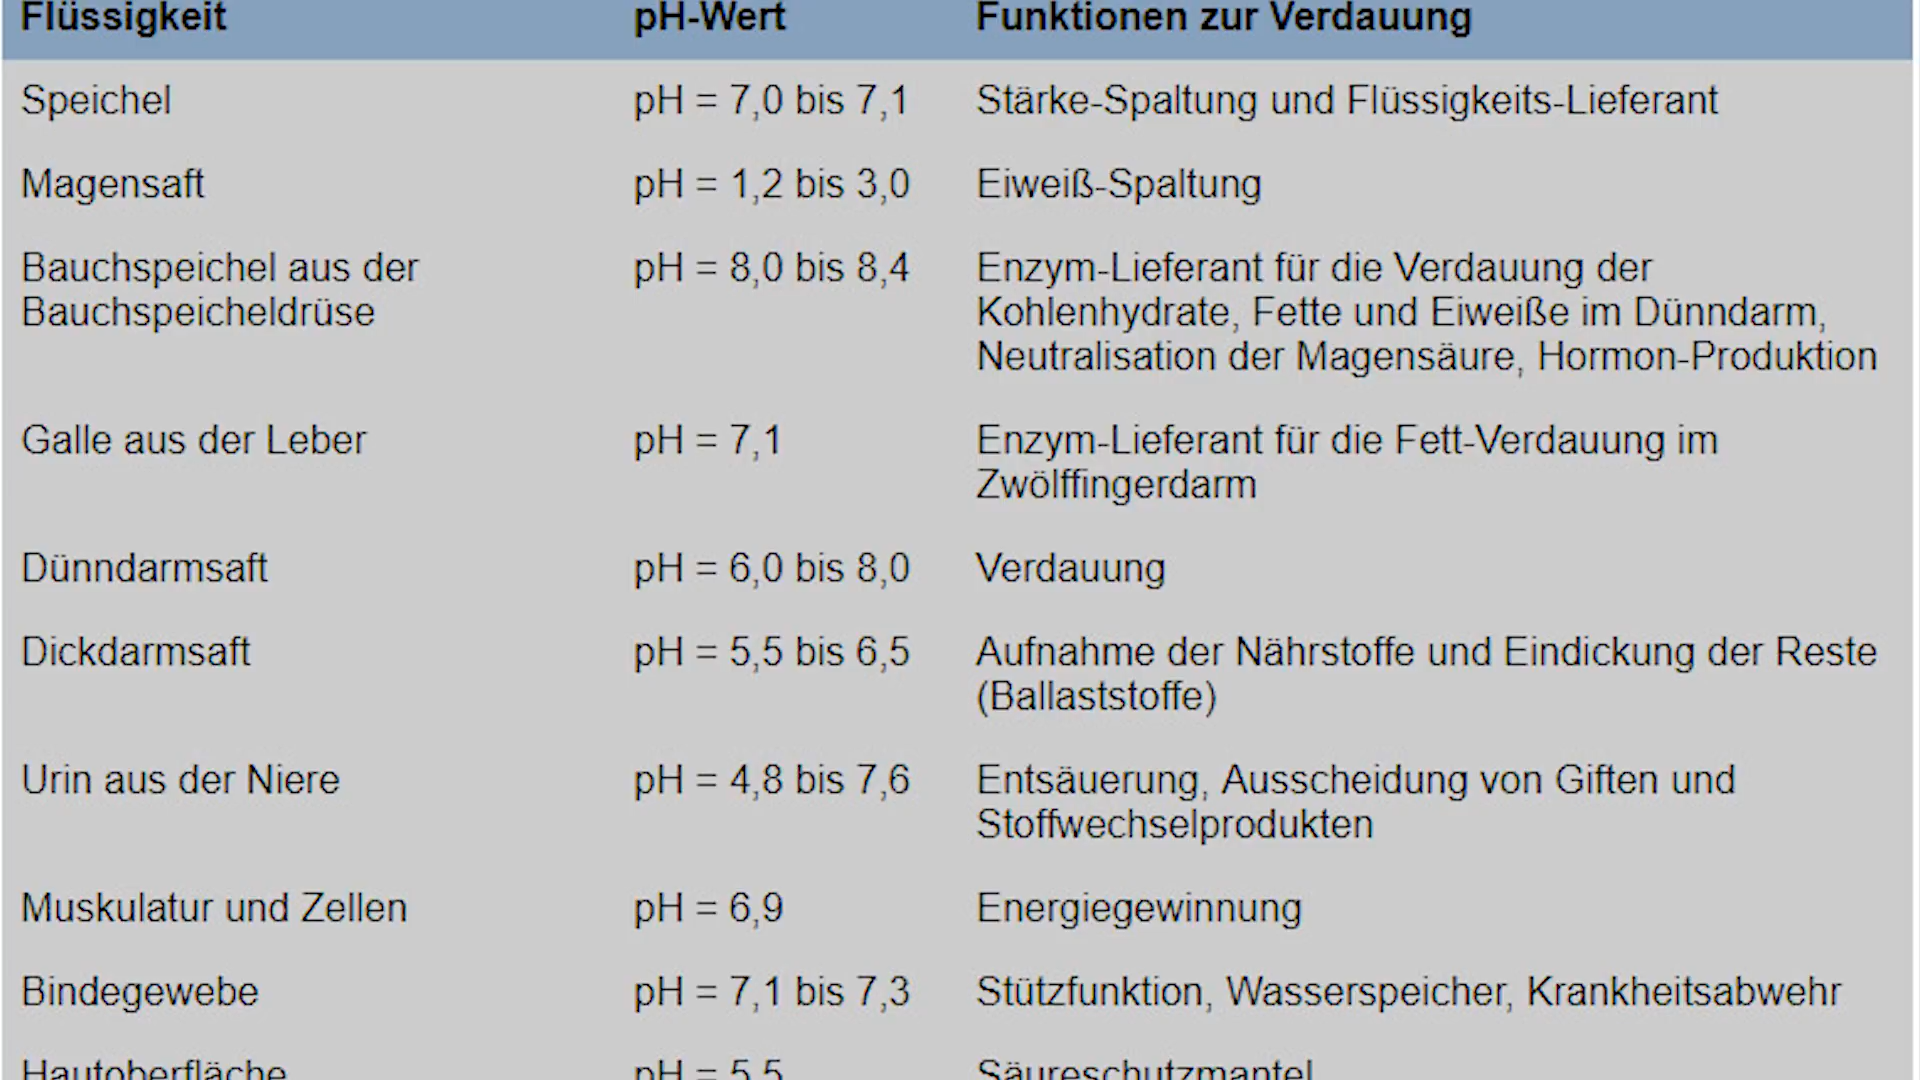 Flüssigkeit pH-Wert Funktionen zur Verdauung
Speichel pH = 7,0 bis 7,1 Stärke-Spaltung und Flüssigkeits-Lieferant
Magensaft pH = 1,2 bis 3,0 Eiweiß-Spaltung
Bauchspeichel aus der pH = 8,0 bis 8,4 Enzym-Lieferant für die Verdauung der
Bauchspeicheldrüse Kohlenhydrate, Fette und Eiweiße im Dünndarm,
Neutralisation der Magensäure, Hormon-Produktion
Galle aus der Leber pH = 7,1 Enzym-Lieferant für die Fett-Verdauung im
Zwölffingerdarm
Dünndarmsaft pH = 6,0 bis 8,0 Verdauung
Dickdarmsaft pH = 5,5 bis 6,5 Aufnahme der Nährstoffe und Eindickung der Reste
(Ballaststoffe)
Urin aus der Niere pH = 4,8 bis 7,6 Entsäuerung, Ausscheidung von Giften und
Stoffwechselprodukten
Muskulatur und Zellen pH = 6,9 Energiegewinnung
Bindegewebe pH = 7,1 bis 7,3 Stützfunktion, Wasserspeicher, Krankheitsabwehr
Hautoberfläche pH = 5,5 Säureschutzmantel